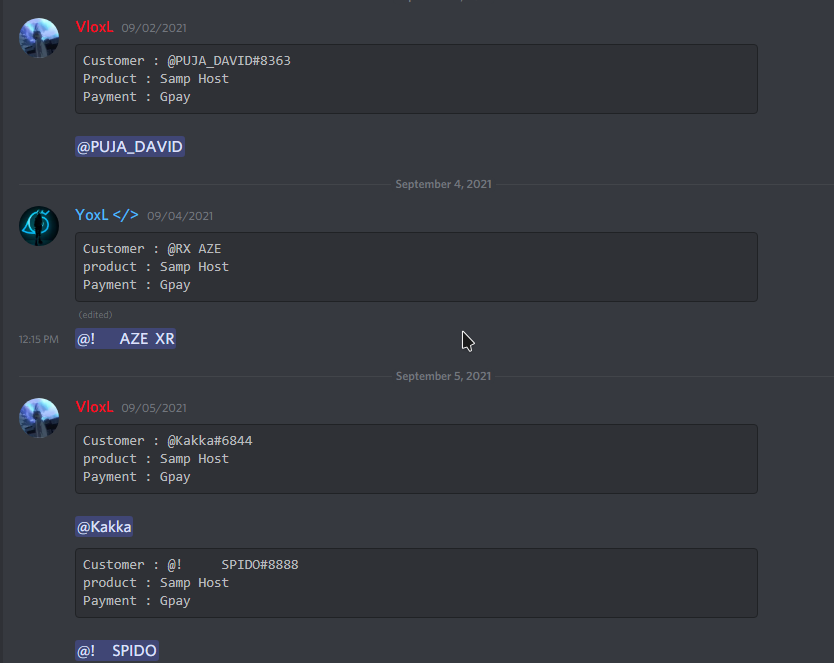 VloxL 09/02/2021
Customer : @PUJA_DAVID#8363
Product : Samp Host
Payment : Gpay
@PUJA_DAVID
September 4, 2021
YoxL </> 09/04/2021
Customer : @RX AZE
product : Samp Host
Payment : Gpay
(edited)
12:15 PM @! AZE XR
September 5, 2021
VloxL 09/05/2021
Customer : @Kakka#6844
product : Samp Host
Payment : Gpay
@Kakka
Customer : @! SPIDO#8888
product : Samp Host
Payment : Gpay
@! SPIDO